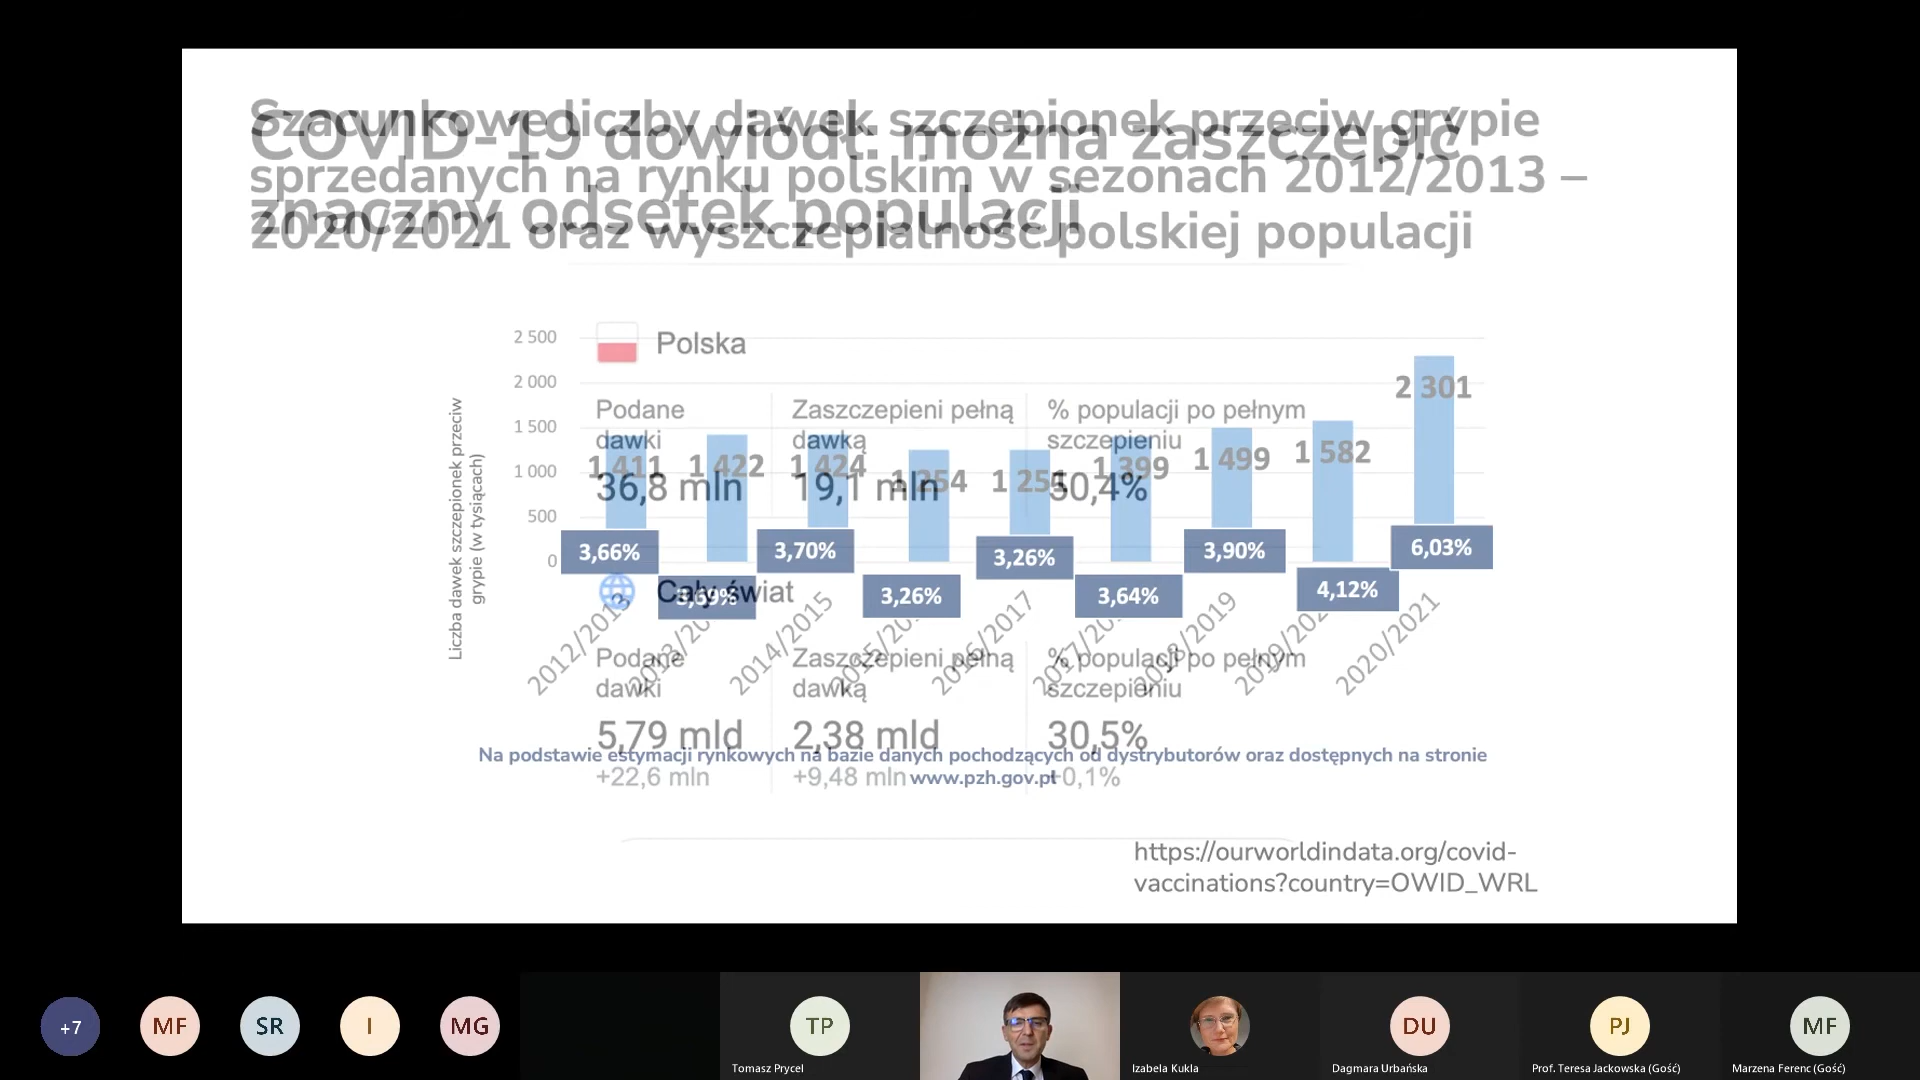 Szacunkowe liczby dawek szczepionek przeciw grypie
sprzedanych na rynku polskim w sezonach 2012/2013 –
2020/2021 oraz wyszczepialność polskiej populacji
COVID-19 dowiódł: można zaszczepić
znaczny odsetek populacji
Liczba dawek szczepionek przeciw
grypie (w tysiącach)
2 500
2 000
1 500
1 000
500
0
1 411
1 422
1 424
1 254
1 399
1 499
1 582
2 301
3,66%
3,69%
3,70%
3,26%
3,26%
3,64%
3,90%
4,12%
6,03%
2014/2015
2016/2017
2018/2019
2020/2021
Na podstawie estymacji rynkowych na bazie danych pochodzących od dystrybutorów oraz dostępnych na stronie
www.pzh.gov.pl
Polska
Podane
dawki
36,8 mln
Zaszczepieni pełną
dawką
19,1 mln
% populacji po pełnym
szczepieniu
50,4%
Cały świat
Podane
dawki
5,79 mld
+22,6 mln
Zaszczepieni pełną
dawką
2,38 mld
+9,48 mln
% populacji po pełnym
szczepieniu
30,5%
+0,1%
https://ourworldindata.org/covid-
vaccinations?country=OWID_WRL
+7
MF
SR
I
MG
TP
Tomasz Prycel
Izabela Kukla
DU
Dagmara Urbańska
PJ
Prof. Teresa Jackowska (Gość)
MF
Marzena Ferenc (Gość)